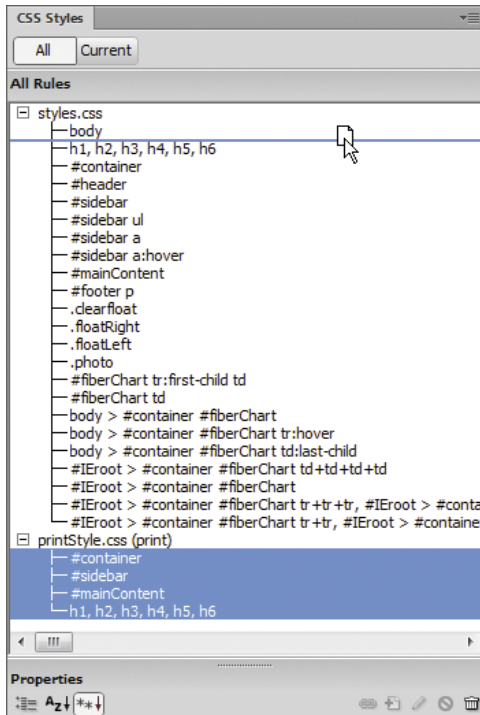 CSS Styles
All Current
All Rules
styles.css
body
h1, h2, h3, h4, h5, h6
#container
#header
#sidebar
#sidebar ul
#sidebar a
#sidebar a:hover
#mainContent
#footer p
.clearfloat
.floatRight
.floatLeft
.photo
#fiberChart tr:first-child td
#fiberChart td
body > #container #fiberChart
body > #container #fiberChart tr:hover
body > #container #fiberChart td:last-child
#IEroot > #container #fiberChart td+td+td+td
#IEroot > #container #fiberChart
#IEroot > #container #fiberChart tr+tr+tr, #IEroot > #conta
#IEroot > #container #fiberChart tr+tr, #IEroot > #containe
printStyle.css (print)
#container
#sidebar
#mainContent
h1, h2, h3, h4, h5, h6
Properties
AZ **